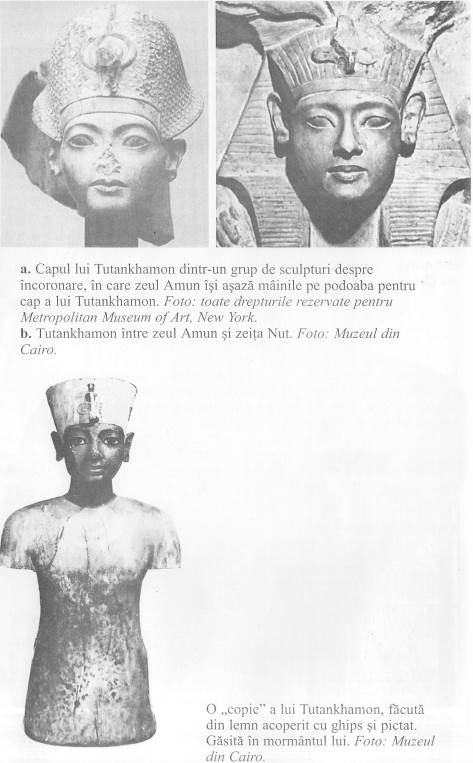 a. Capul lui Tutankhamon dintr-un grup de sculpturi despre
încoronare, în care zeul Amun își așază mâinile pe podoaba pentru
cap a lui Tutankhamon. Foto: toate drepturile rezervate pentru
Metropolitan Museum of Art, New York.
b. Tutankhamon între zeul Amun și zeița Nut. Foto: Muzeul din
Cairo.
O „copie” a lui Tutankhamon, făcută
din lemn acoperit cu ghips și pictat.
Găsită în mormântul lui. Foto: Muzeul
din Cairo.